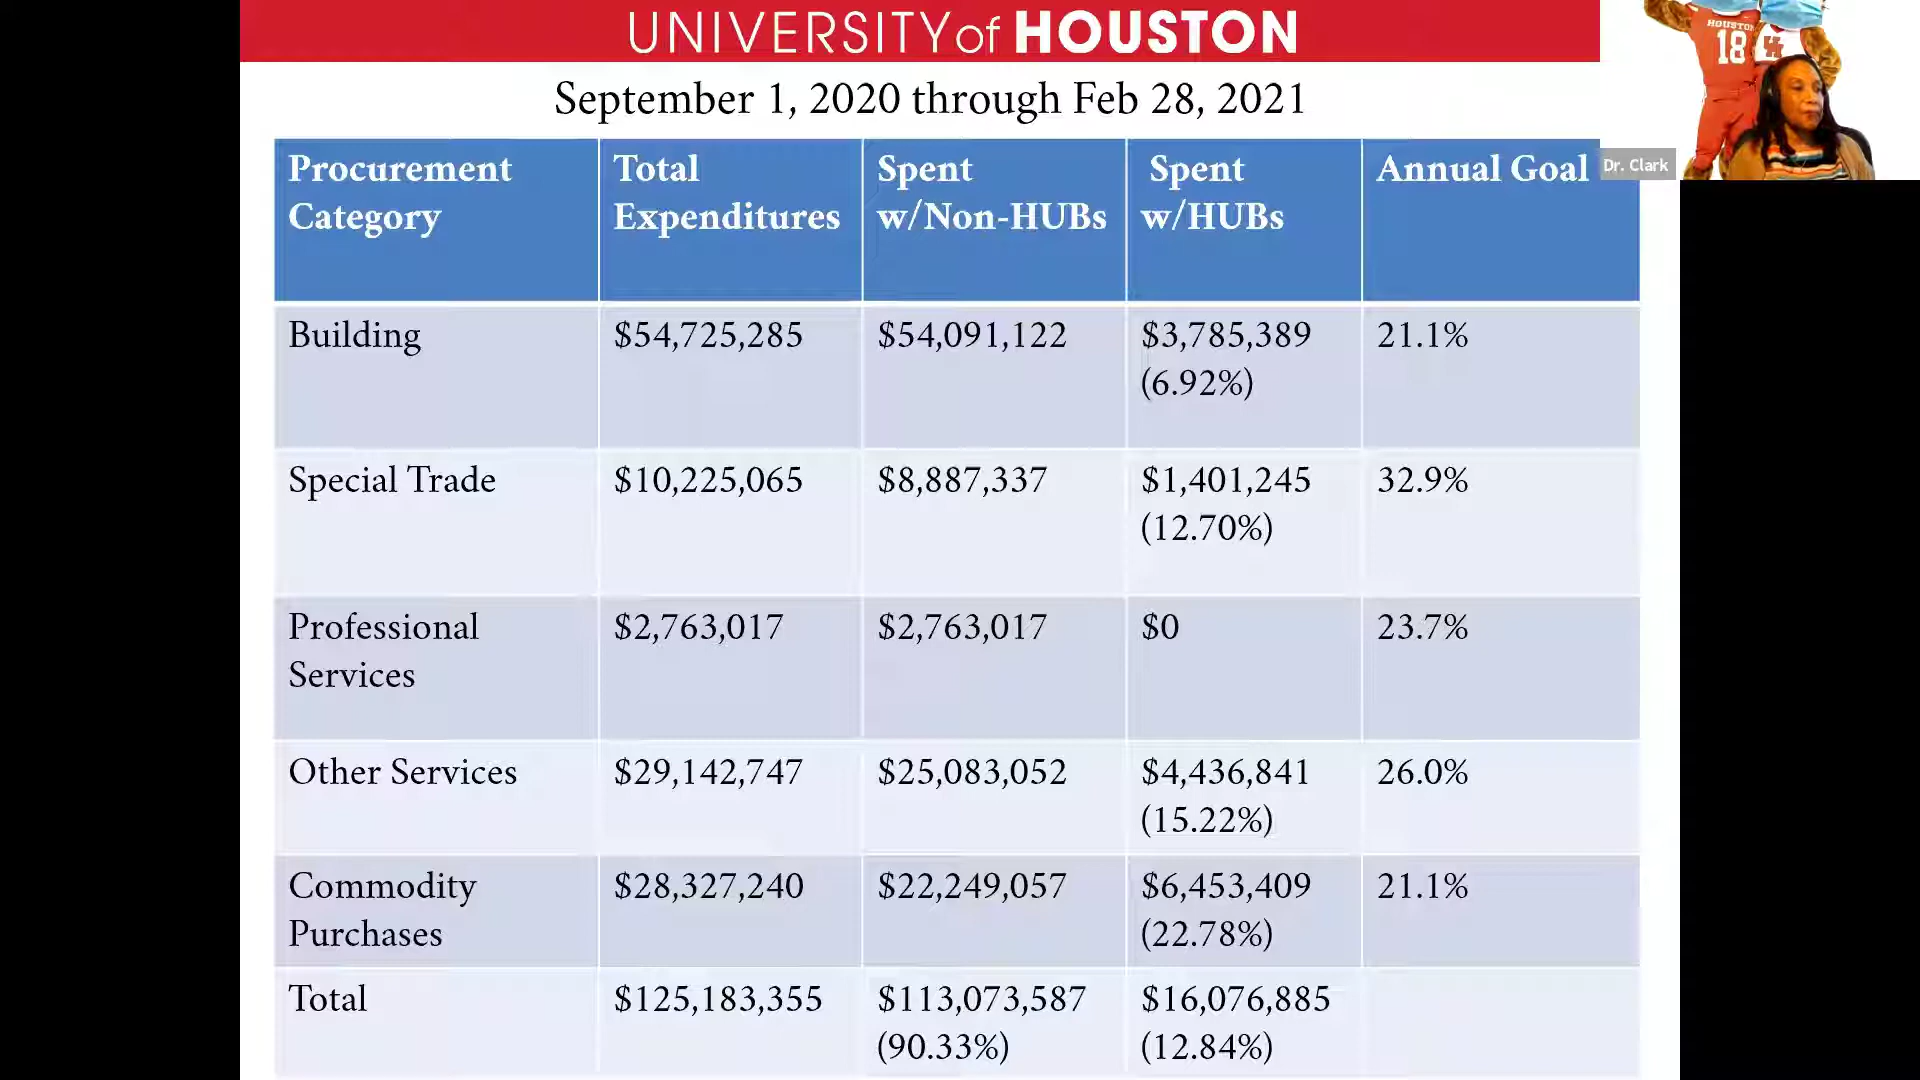 UNIVERSITY of HOUSTON
September 1, 2020 through Feb 28, 2021
HOUSTON
18
Dr. Clark
Procurement Category Total Expenditures Spent w/Non-HUBs Spent w/HUBs Annual Goal
Building $54,725,285 $54,091,122 $3,785,389 (6.92%) 21.1%
Special Trade $10,225,065 $8,887,337 $1,401,245 (12.70%) 32.9%
Professional Services $2,763,017 $2,763,017 $0 23.7%
Other Services $29,142,747 $25,083,052 $4,436,841 (15.22%) 26.0%
Commodity Purchases $28,327,240 $22,249,057 $6,453,409 (22.78%) 21.1%
Total $125,183,355 $113,073,587 (90.33%) $16,076,885 (12.84%)